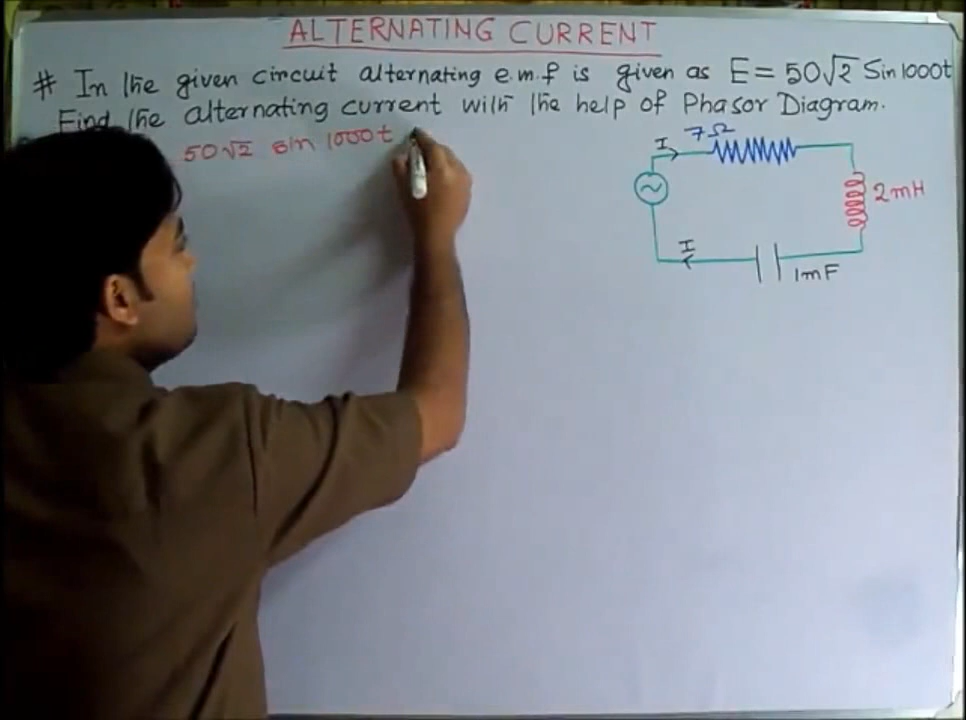 ALTERNATING CURRENT
# In the given circuit alternating e.m.f is given as E = 50√2 Sin 1000t
Find the alternating current with the help of Phasor Diagram.
50√2 sin 1000t
I
7Ω
2mH
I
1mF